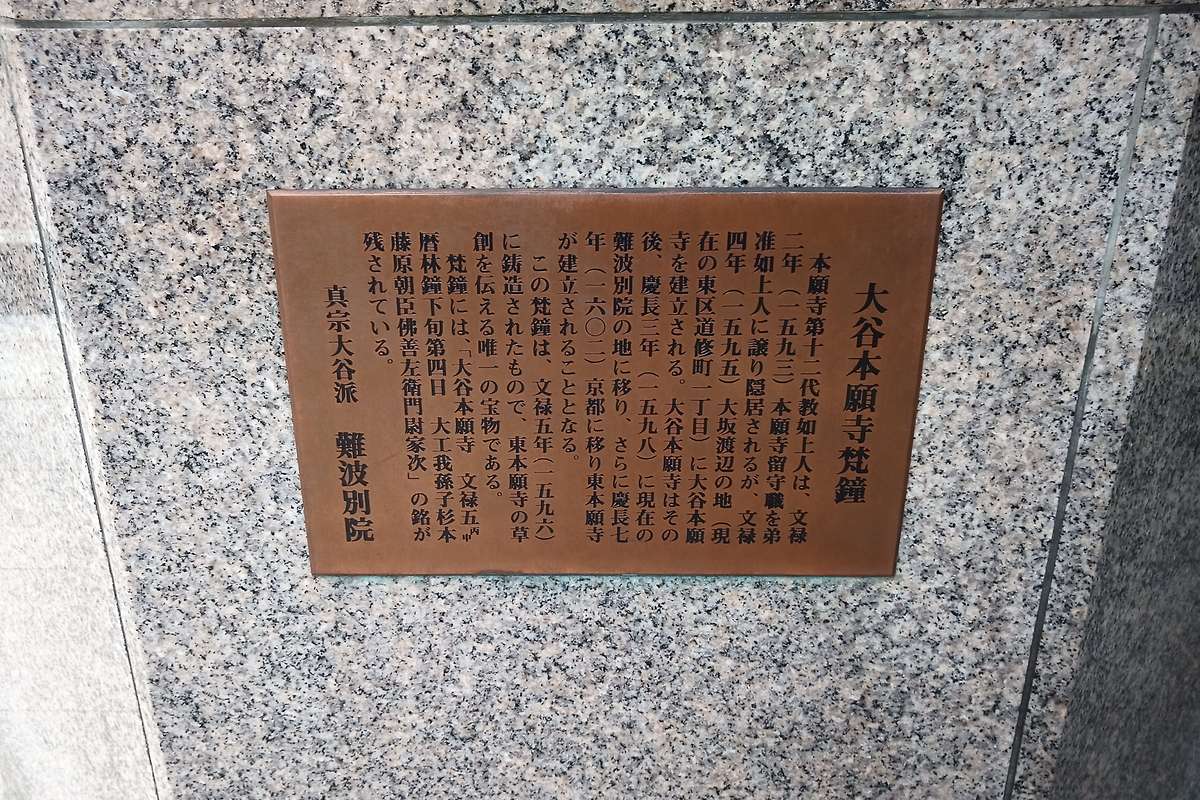 大谷本願寺梵鐘
本願寺第十二代教如上人は、文禄
二年（一五九三）本願寺留守職を弟
准如上人に譲り隠居されるが、文禄
四年（一五九五）大坂渡辺の地（現
在の東区道修町一丁目）に大谷本願
寺を建立される。大谷本願寺はその
後、慶長三年（一五九八）に現在の
難波別院の地に移り、さらに慶長七
年（一六〇二）京都に移り東本願寺
が建立されることとなる。
この梵鐘は、文禄五年（一五九六）
に鋳造されたもので、東本願寺の草
創を伝える唯一の宝物である。
梵鐘には、「大谷本願寺　文禄五丙申
暦林鐘下旬第四日　大工我孫子杉本
藤原朝臣佛善左衛門尉家次」の銘が
残されている。
真宗大谷派　難波別院